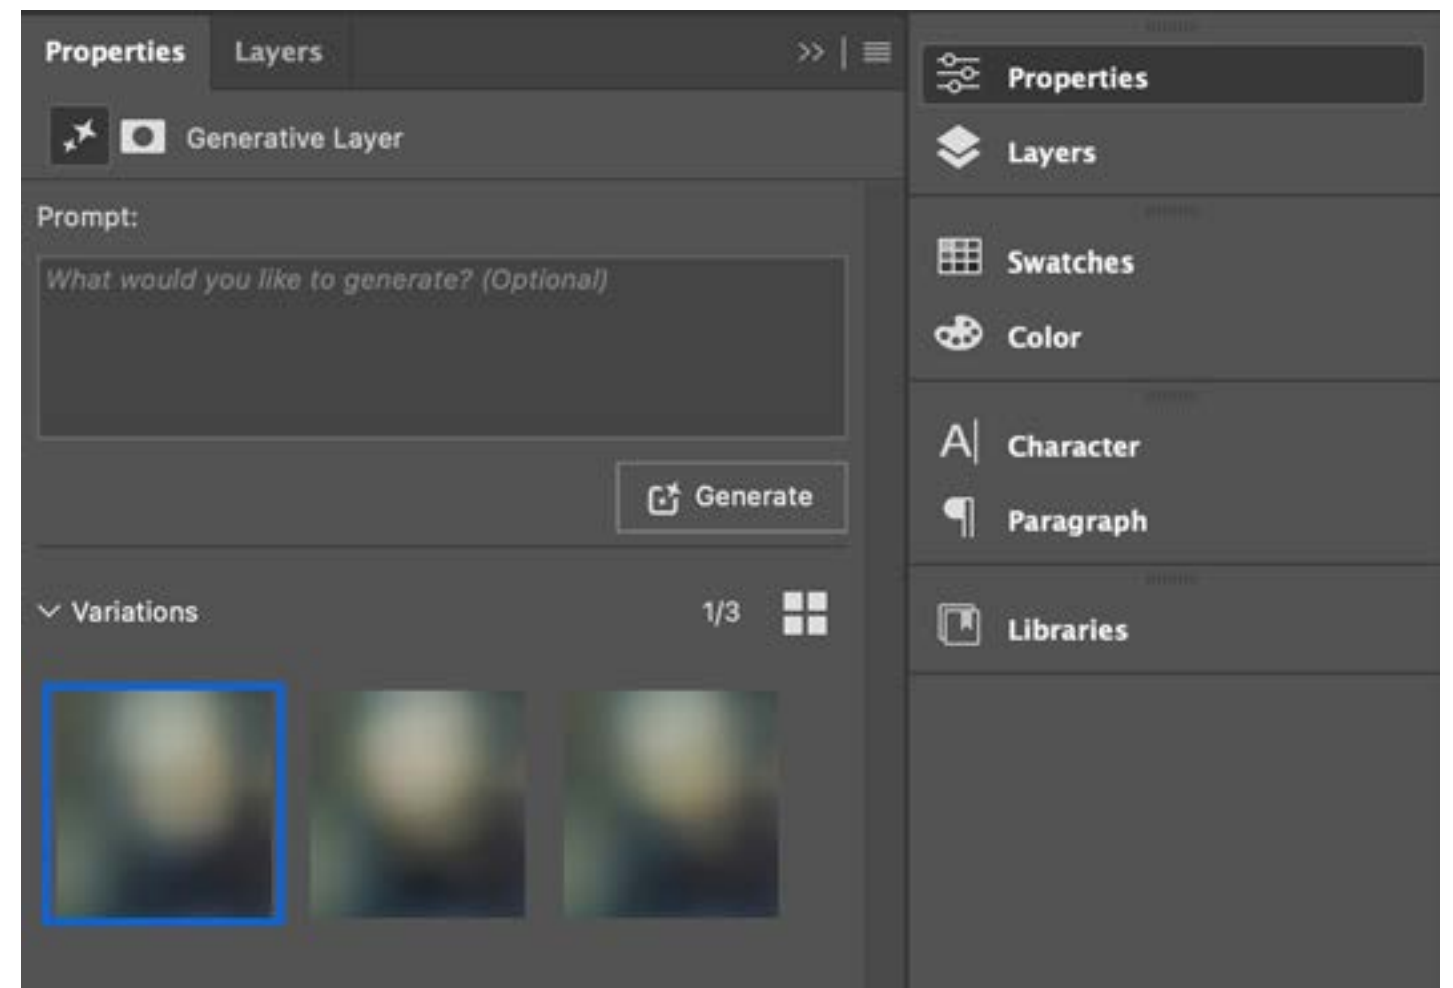 Properties Layers
Generative Layer
Prompt:
What would you like to generate? (Optional)
Generate
Variations 1/3
Properties
Layers
Swatches
Color
Character
Paragraph
Libraries